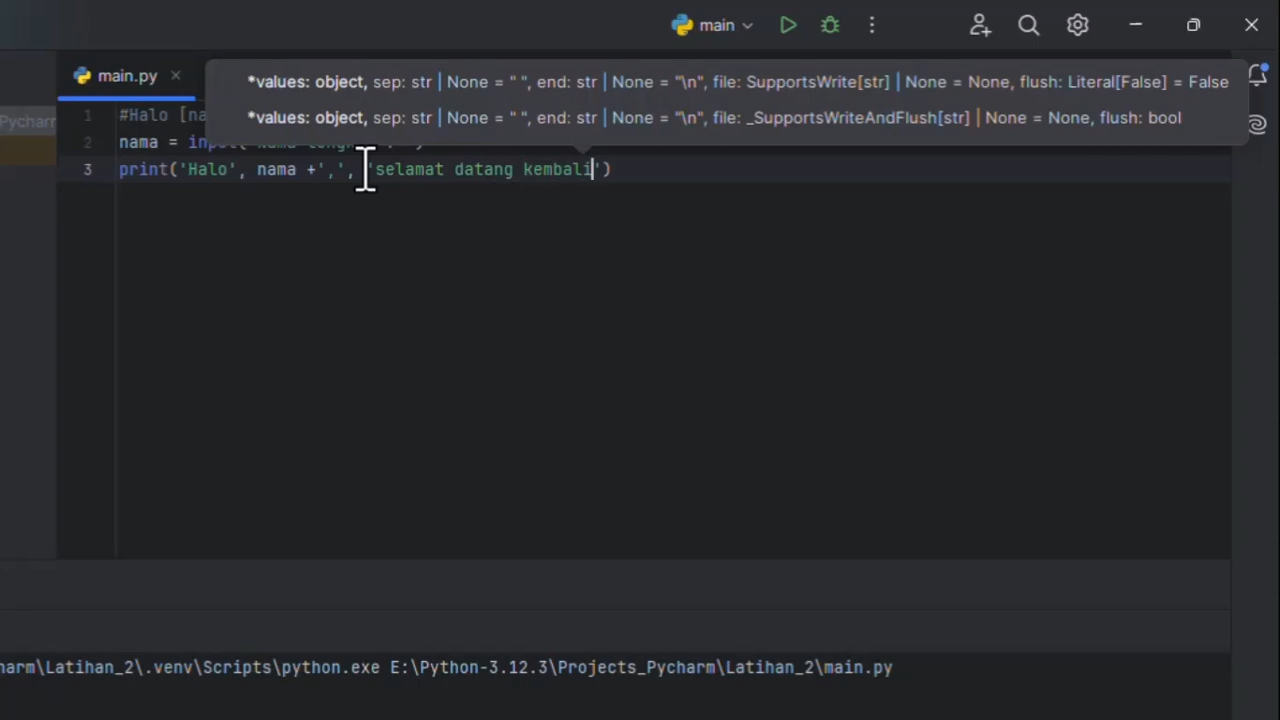 main
main.py
*values: object, sep: str | None = " ", end: str | None = "\n", file: SupportsWrite[str] | None = None, flush: Literal[False] = False
*values: object, sep: str | None = " ", end: str | None = "\n", file: _SupportsWriteAndFlush[str] | None = None, flush: bool
Pycharm
1 #Halo [na
2 nama = input(
3 print('Halo', nama +',', 'selamat datang kembali')
arm\Latihan_2\.venv\Scripts\python.exe E:\Python-3.12.3\Projects_Pycharm\Latihan_2\main.py